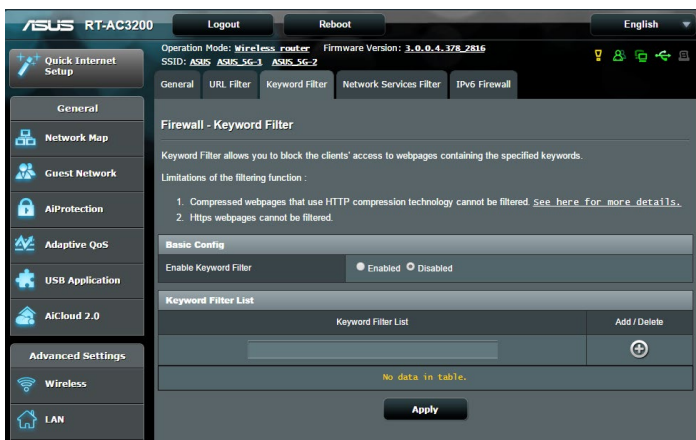 ASUS RT-AC3200 Logout Reboot English
Quick Internet Setup
General
Network Map
Guest Network
AiProtection
Adaptive QoS
USB Application
AiCloud 2.0
Advanced Settings
Wireless
LAN
Operation Mode: Wireless router Firmware Version: 3.0.0.4.378_2816
SSID: ASUS ASUS_5G-1 ASUS_5G-2
General URL Filter Keyword Filter Network Services Filter IPv6 Firewall
Firewall - Keyword Filter
Keyword Filter allows you to block the clients' access to webpages containing the specified keywords.
Limitations of the filtering function :
1. Compressed webpages that use HTTP compression technology cannot be filtered. See here for more details.
2. Https webpages cannot be filtered.
Basic Config
Enable Keyword Filter Enabled Disabled
Keyword Filter List
Keyword Filter List Add / Delete
No data in table.
Apply